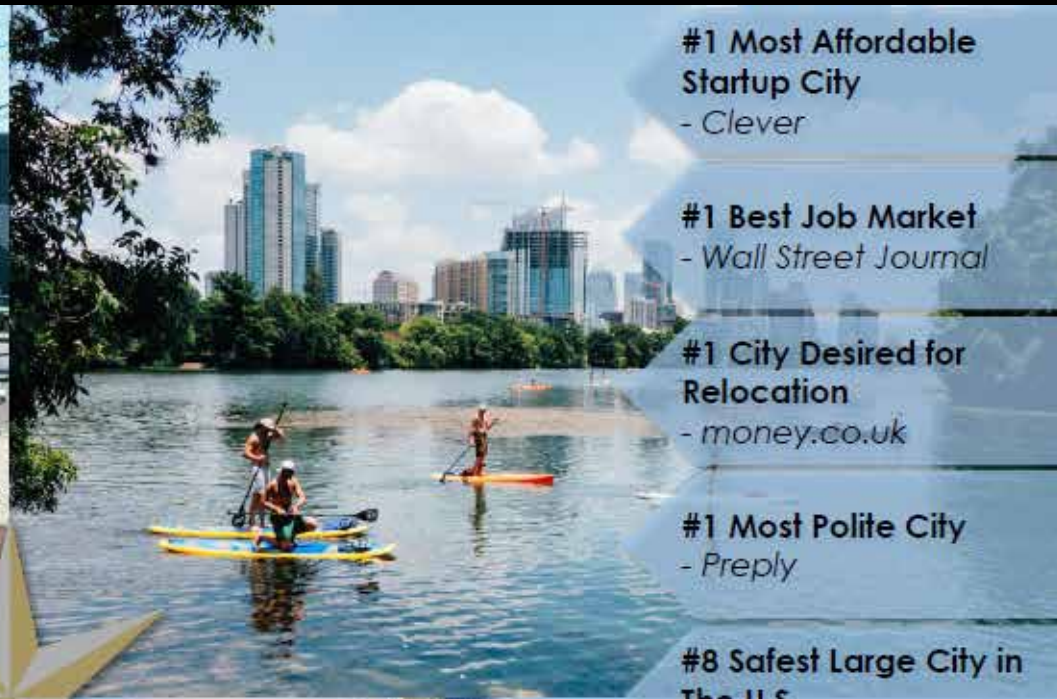 #1 Most Affordable
Startup City
- Clever
#1 Best Job Market
- Wall Street Journal
#1 City Desired for
Relocation
- money.co.uk
#1 Most Polite City
- Preply
#8 Safest Large City in
The U.S.